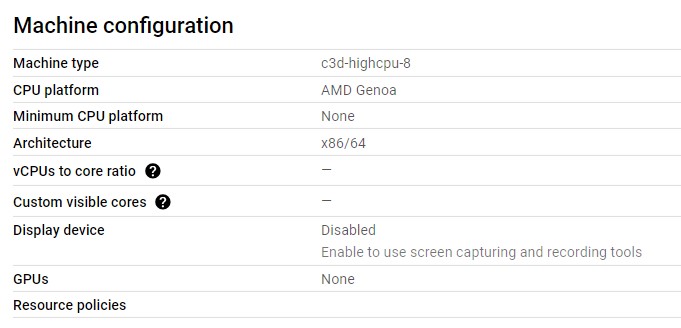 Machine configuration
Machine type c3d-highcpu-8
CPU platform AMD Genoa
Minimum CPU platform None
Architecture x86/64
vCPUs to core ratio ? —
Custom visible cores ? —
Display device Disabled
Enable to use screen capturing and recording tools
GPUs None
Resource policies